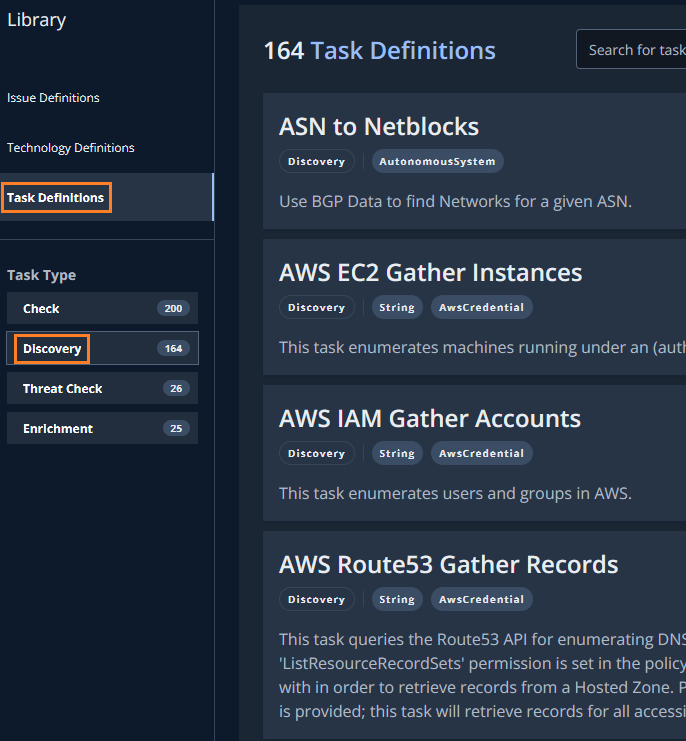 Library
Issue Definitions
Technology Definitions
Task Definitions
Task Type
Check 200
Discovery 164
Threat Check 26
Enrichment 25
164 Task Definitions
Search for task
ASN to Netblocks
Discovery AutonomousSystem
Use BGP Data to find Networks for a given ASN.
AWS EC2 Gather Instances
Discovery String AwsCredential
This task enumerates machines running under an (auth
AWS IAM Gather Accounts
Discovery String AwsCredential
This task enumerates users and groups in AWS.
AWS Route53 Gather Records
Discovery String AwsCredential
This task queries the Route53 API for enumerating DNS
'ListResourceRecordSets' permission is set in the policy
with in order to retrieve records from a Hosted Zone. P
is provided; this task will retrieve records for all accessi